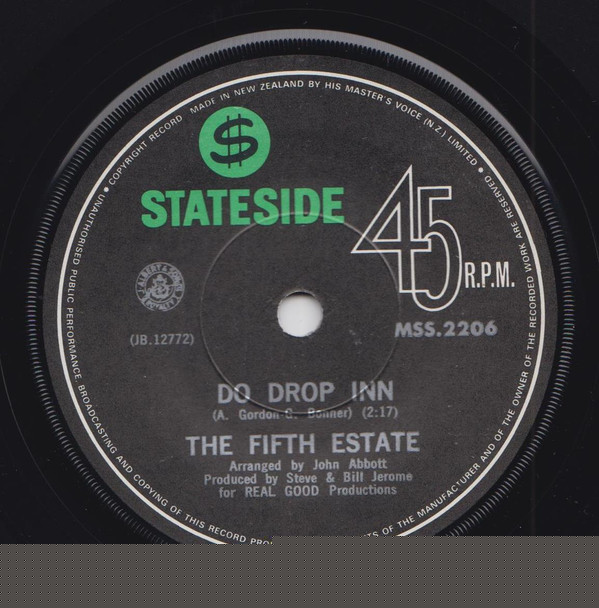 COPYRIGHT RECORD MADE IN NEW ZEALAND BY HIS MASTER'S VOICE (N.Z.) LIMITED
UNAUTHORISED PUBLIC PERFORMANCE BROADCASTING AND COPYING OF THIS RECORD
TS OF THE MANUFACTURER AND OF THE OWNER OF THE RECORDED WORK ARE RESERVED
$
STATESIDE
45
R.P.M.
MSS.2206
(JB.12772)
DO DROP INN
(A. Gordon-G. Bonner) (2:17)
THE FIFTH ESTATE
Arranged by John Abbott
Produced by Steve & Bill Jerome
for REAL GOOD Productions